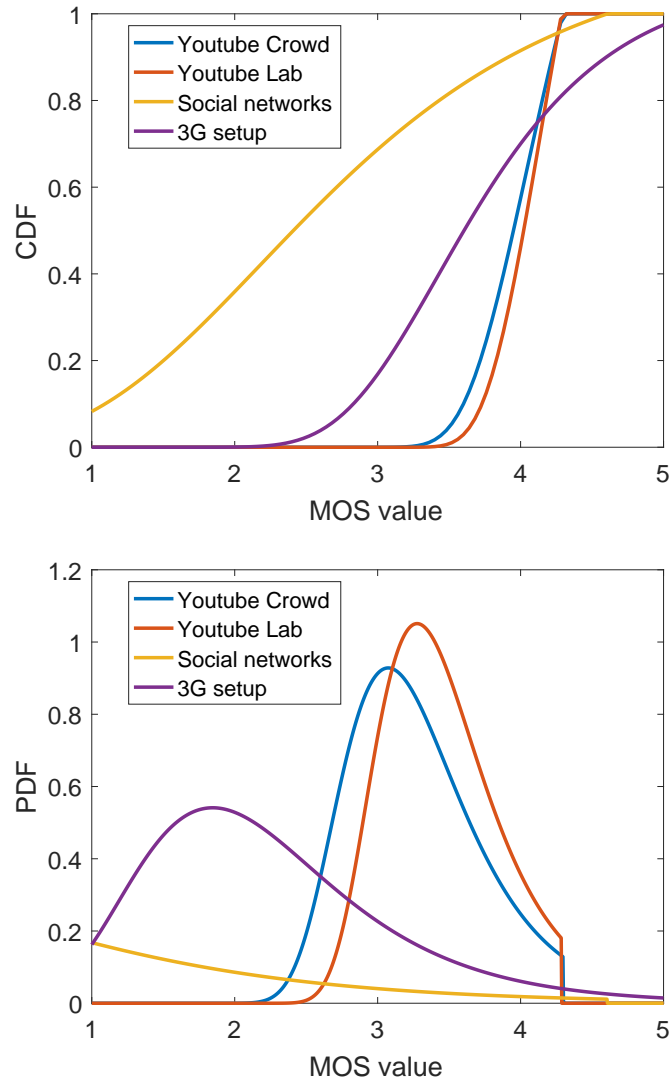 1
0.8
0.6
0.4
0.2
0
CDF
Youtube Crowd
Youtube Lab
Social networks
3G setup
1 2 3 4 5
MOS value
1.2
1
0.8
0.6
0.4
0.2
0
PDF
Youtube Crowd
Youtube Lab
Social networks
3G setup
1 2 3 4 5
MOS value